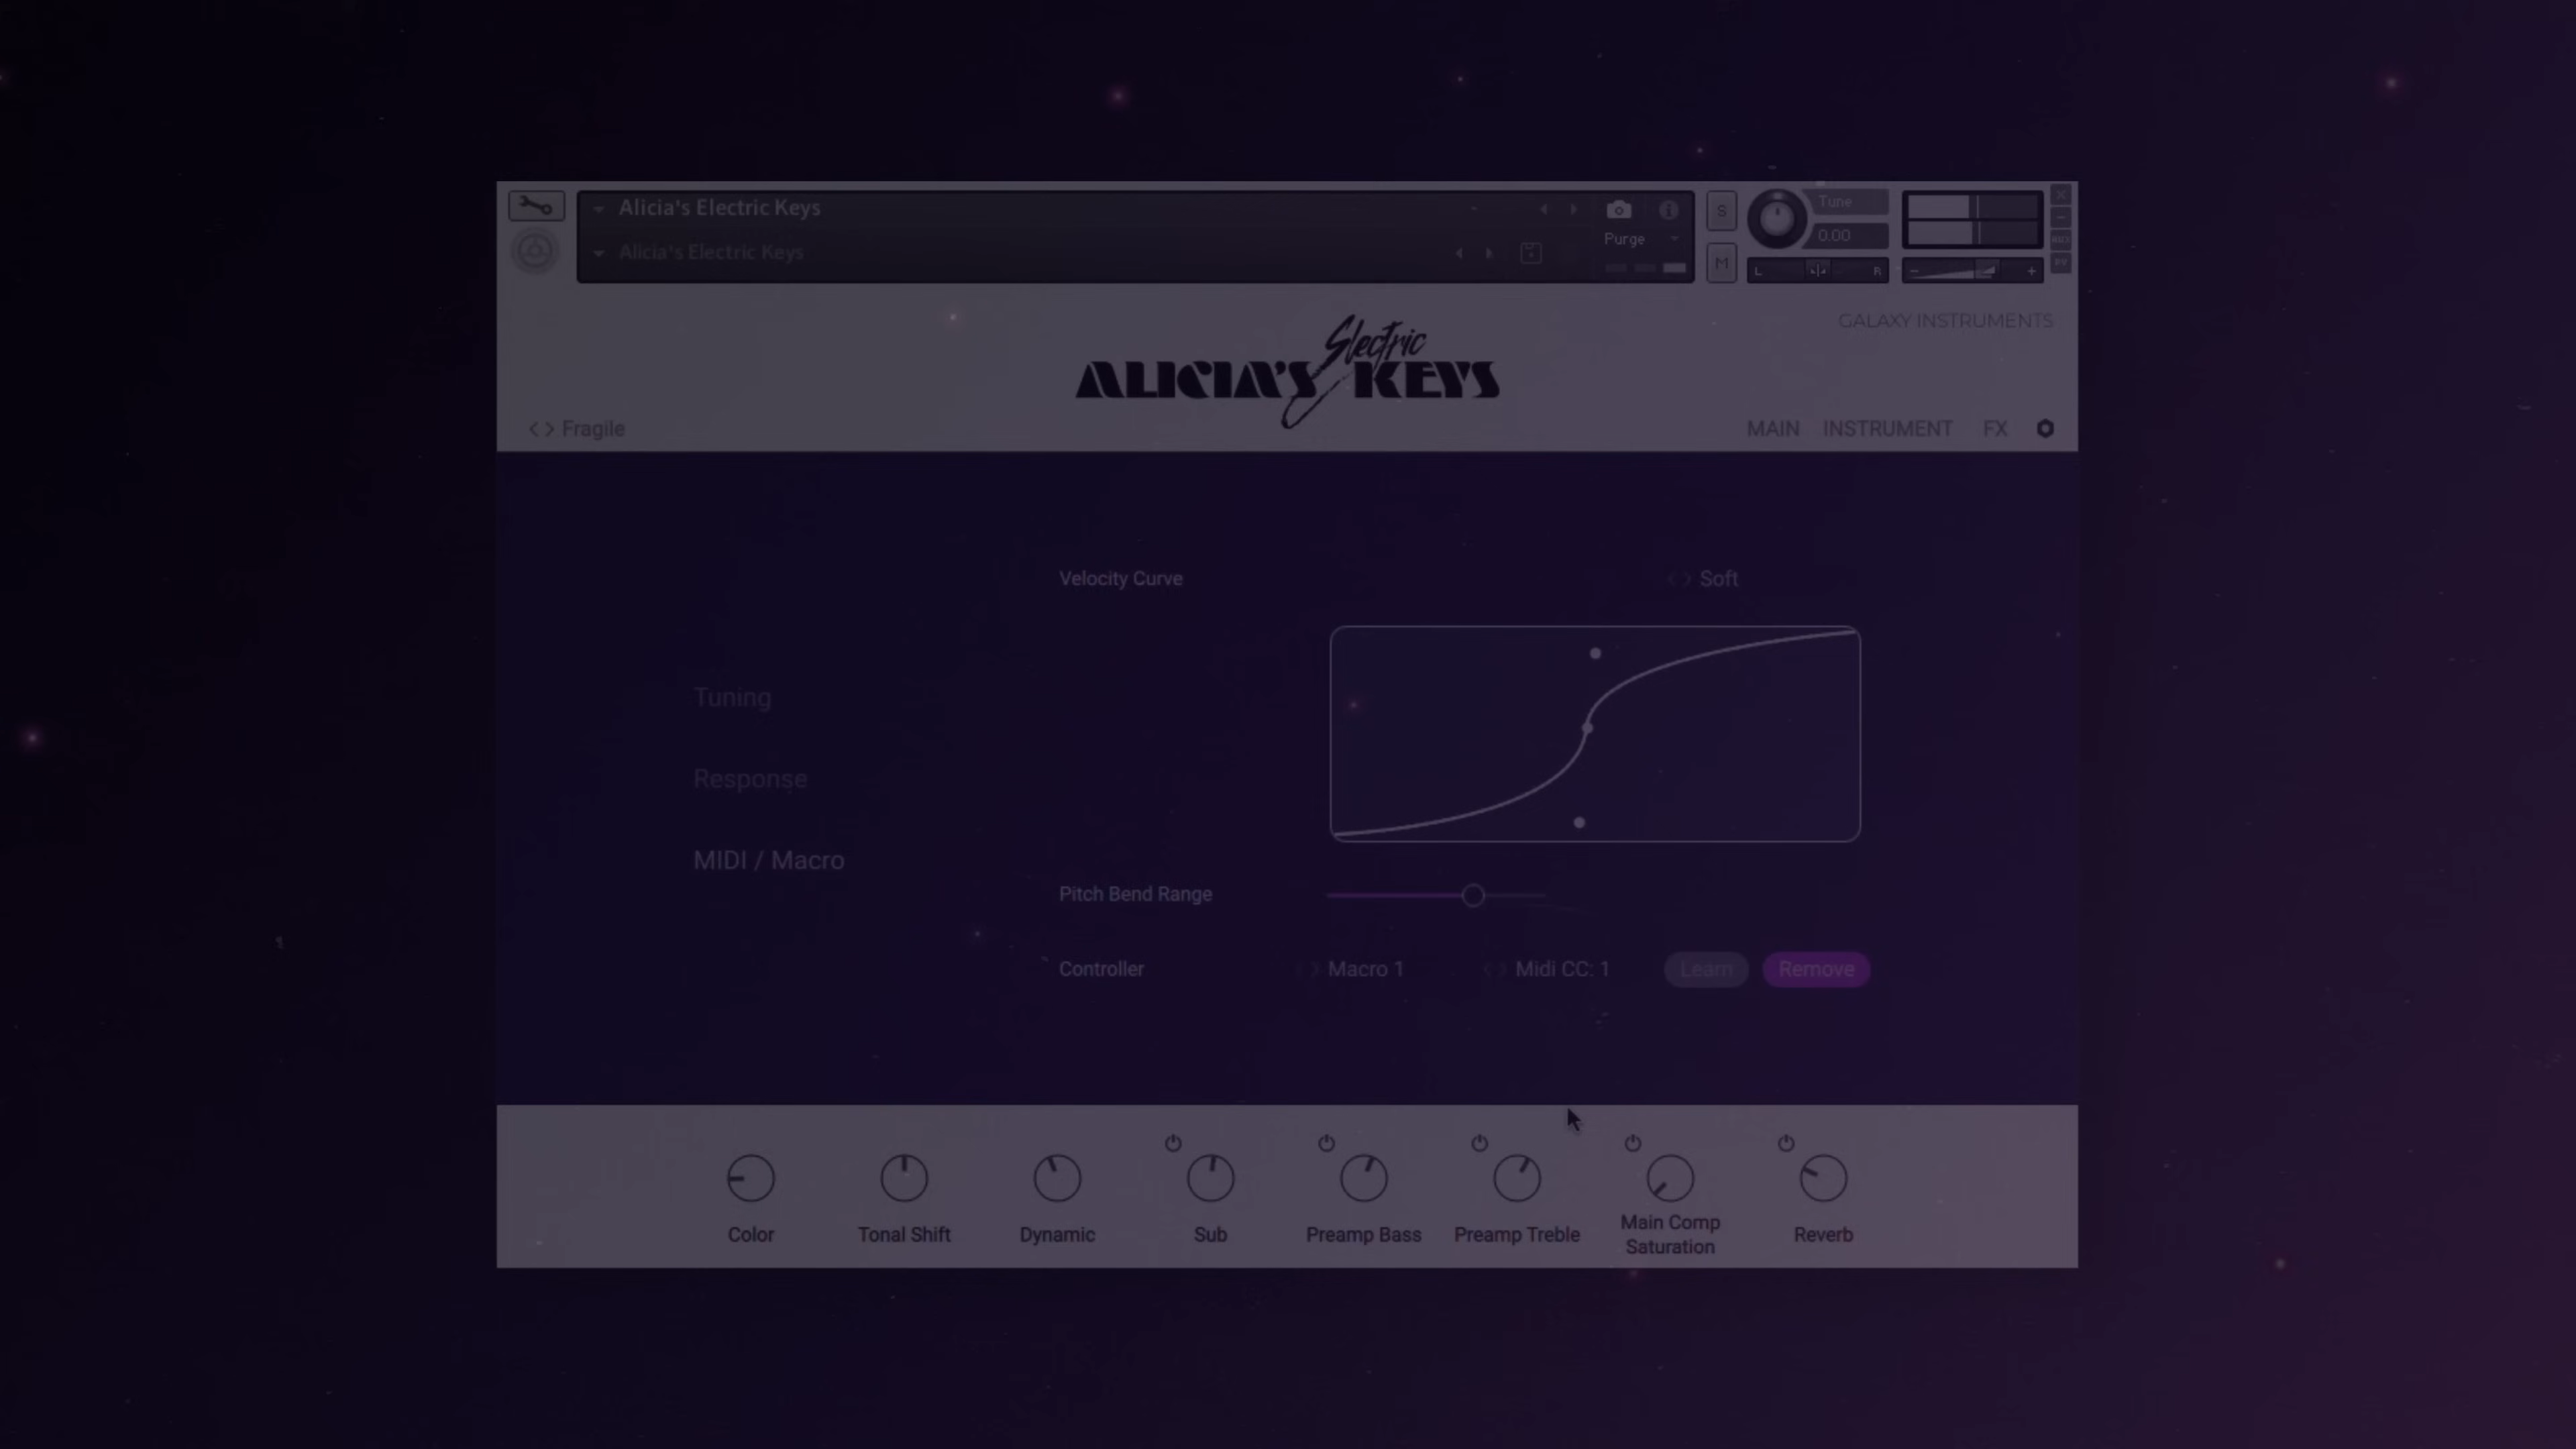 Alicia's Electric Keys
Purge
Alicia's Electric Keys
S
M
Tune
0.00
L
R
AUX
PV
GALAXY INSTRUMENTS
Electric
ALICIA'S KEYS
Fragile
MAIN INSTRUMENT FX
Velocity Curve
Soft
Tuning
Response
MIDI / Macro
Pitch Bend Range
Controller
Macro 1
Midi CC: 1
Learn
Remove
Color
Tonal Shift
Dynamic
Sub
Preamp Bass
Preamp Treble
Main Comp
Saturation
Reverb